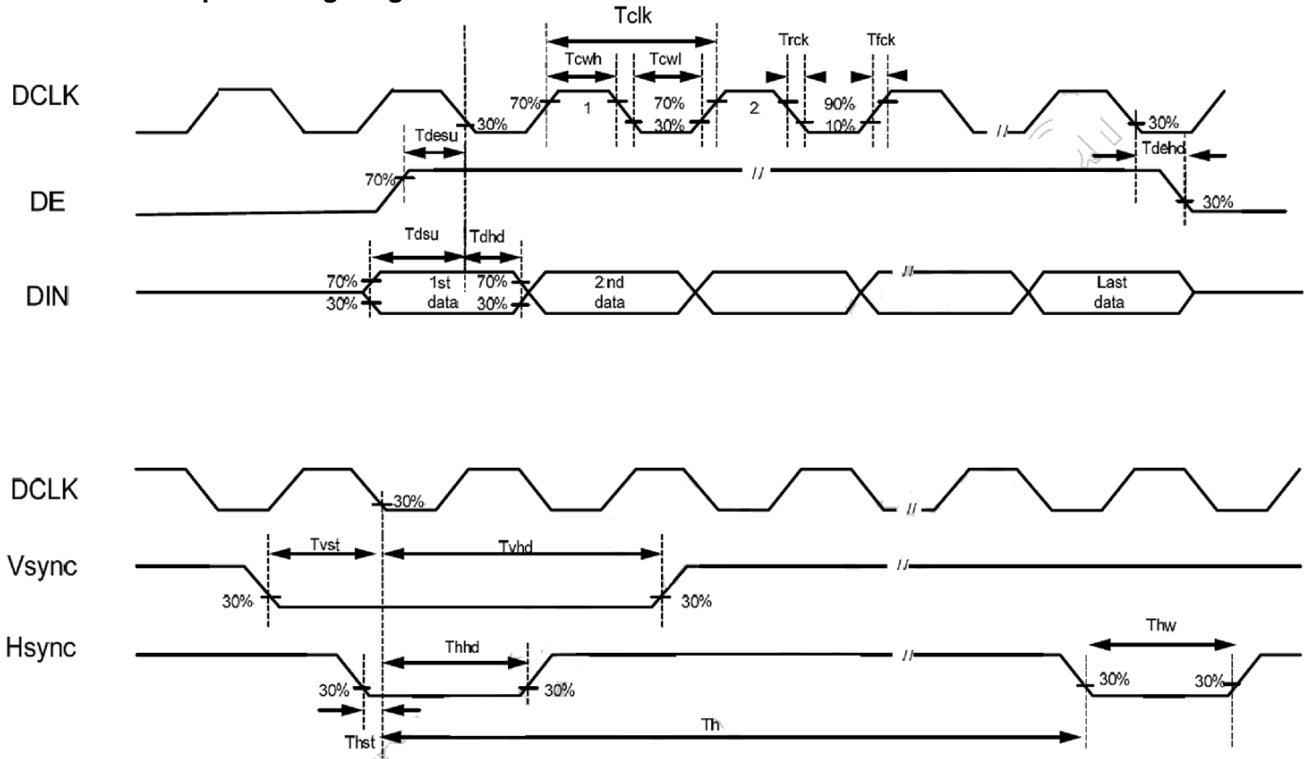 Tclk
Trck
Tfck
Tcwh
Tcwl
DCLK
70%
1
70%
2
90%
30%
30%
10%
30%
Tdesu
Tdehd
70%
DE
30%
Tdsu
Tdhd
70%
1st
70%
2nd
Last
DIN
30%
data
30%
data
data
DCLK
30%
Tvst
Tvhd
Vsync
30%
30%
Hsync
Thhd
Thw
30%
30%
30%
30%
Thst
Th